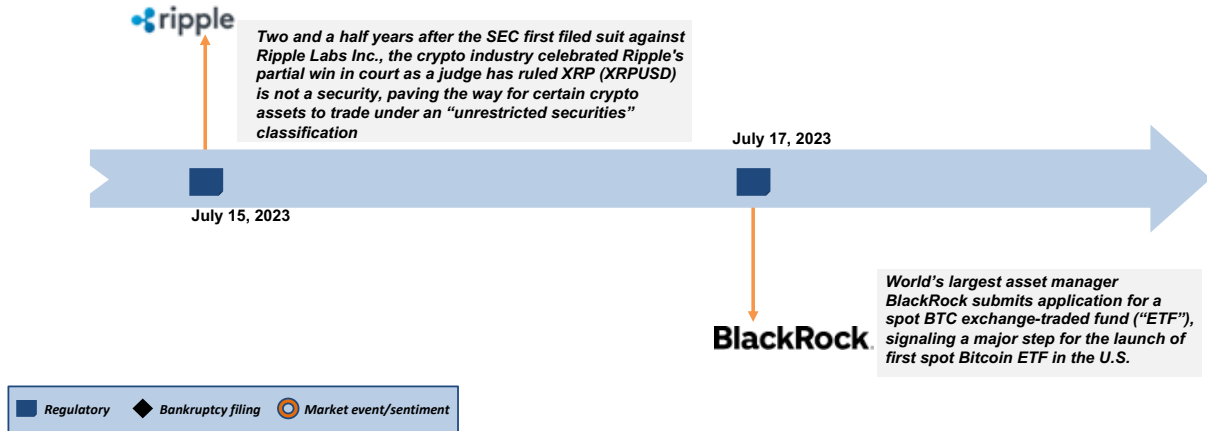 ripple
Two and a half years after the SEC first filed suit against
Ripple Labs Inc., the crypto industry celebrated Ripple's
partial win in court as a judge has ruled XRP (XRPUSD)
is not a security, paving the way for certain crypto
assets to trade under an “unrestricted securities”
classification
July 17, 2023
July 15, 2023
World’s largest asset manager
BlackRock submits application for a
spot BTC exchange-traded fund (“ETF”),
signaling a major step for the launch of
first spot Bitcoin ETF in the U.S.
BlackRock.
Regulatory Bankruptcy filing Market event/sentiment